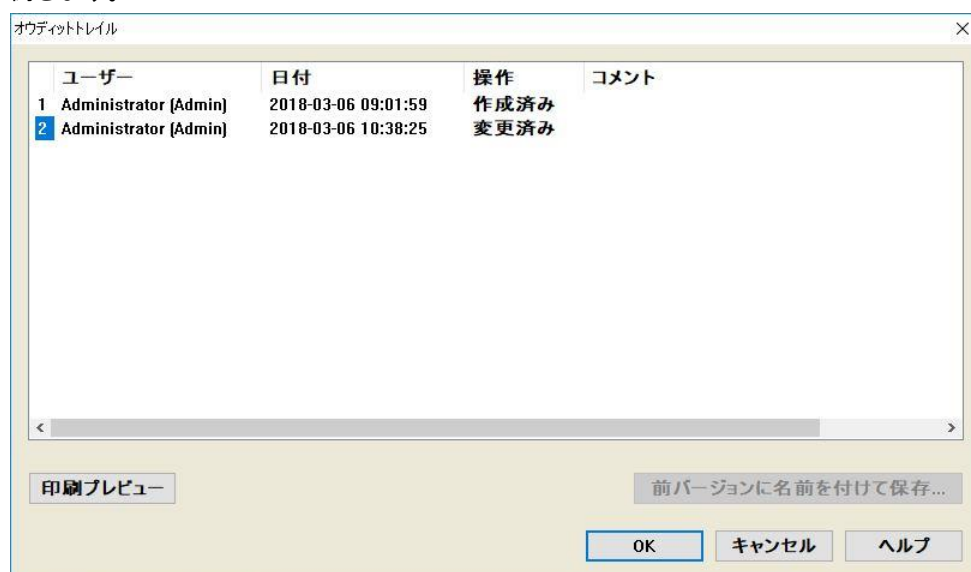 オウディットトレイル
ユーザー 日付 操作 コメント
1 Administrator (Admin) 2018-03-06 09:01:59 作成済み
2 Administrator (Admin) 2018-03-06 10:38:25 変更済み
印刷プレビュー 前バージョンに名前を付けて保存...
OK キャンセル ヘルプ